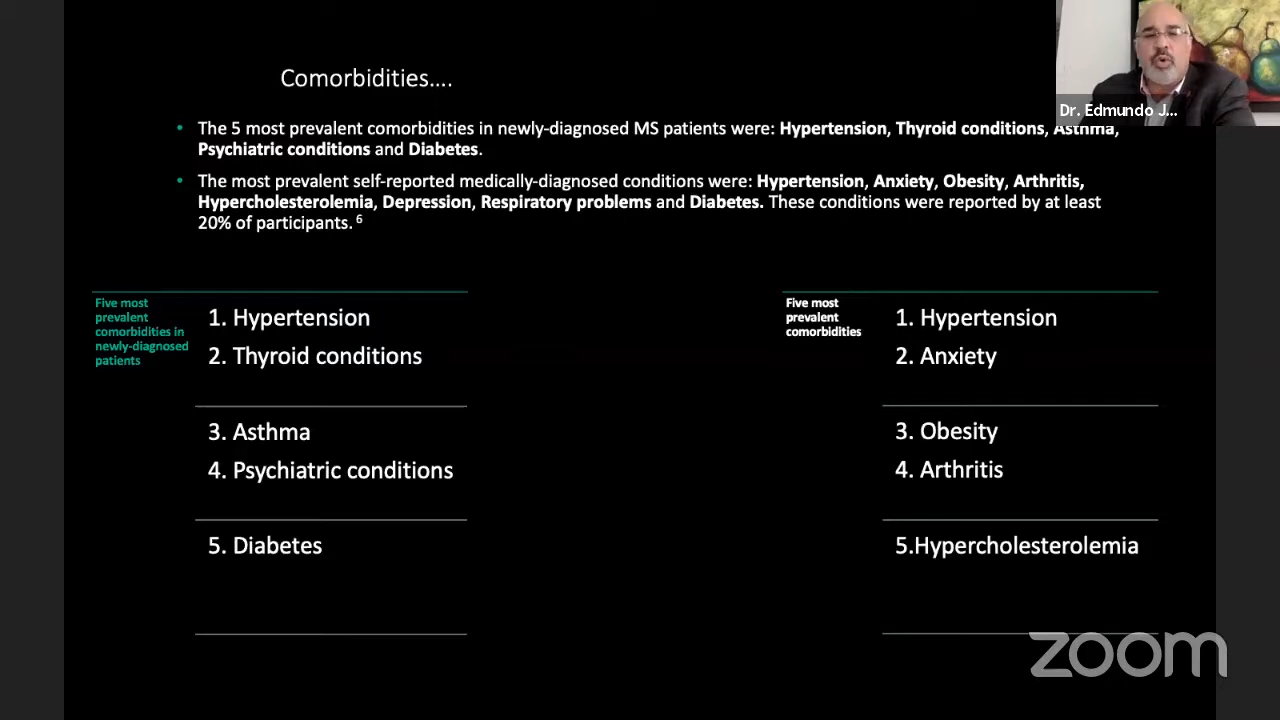 Comorbidities....
Dr. Edmundo J...
• The 5 most prevalent comorbidities in newly-diagnosed MS patients were: Hypertension, Thyroid conditions, Asthma,
Psychiatric conditions and Diabetes.
• The most prevalent self-reported medically-diagnosed conditions were: Hypertension, Anxiety, Obesity, Arthritis,
Hypercholesterolemia, Depression, Respiratory problems and Diabetes. These conditions were reported by at least
20% of participants. 6
Five most
prevalent
comorbidities in
newly-diagnosed
patients
1. Hypertension
2. Thyroid conditions
3. Asthma
4. Psychiatric conditions
5. Diabetes
Five most
prevalent
comorbidities
1. Hypertension
2. Anxiety
3. Obesity
4. Arthritis
5.Hypercholesterolemia
zoom